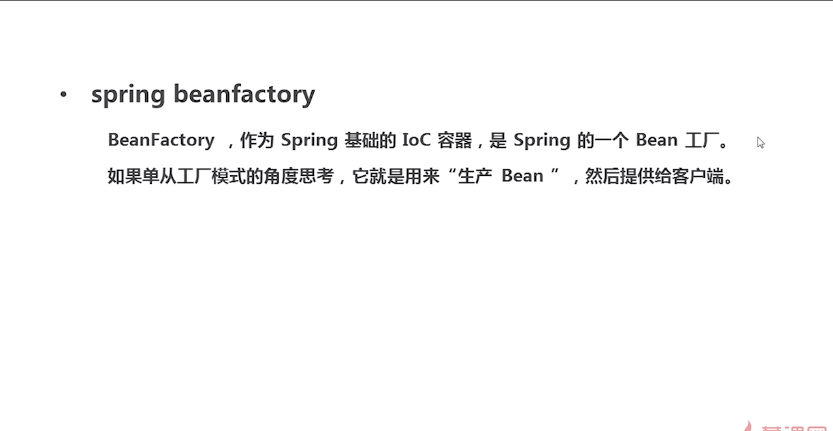 • spring beanfactory
BeanFactory ，作为 Spring 基础的 IoC 容器，是 Spring 的一个 Bean 工厂。
如果单从工厂模式的角度思考，它就是用来“生产 Bean ”，然后提供给客户端。